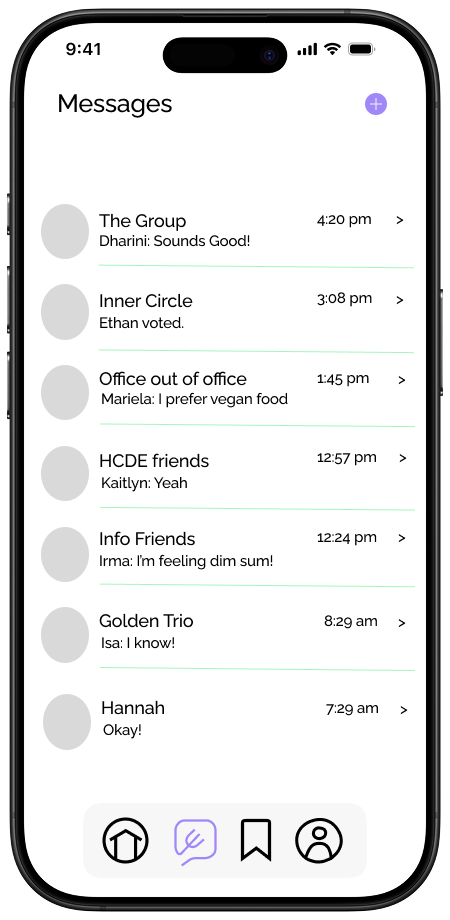 9:41
Messages
The Group 4:20 pm >
Dharini: Sounds Good!
Inner Circle 3:08 pm >
Ethan voted.
Office out of office 1:45 pm >
Mariela: I prefer vegan food
HCDE friends 12:57 pm >
Kaitlyn: Yeah
Info Friends 12:24 pm >
Irma: I'm feeling dim sum!
Golden Trio 8:29 am >
Isa: I know!
Hannah 7:29 am >
Okay!